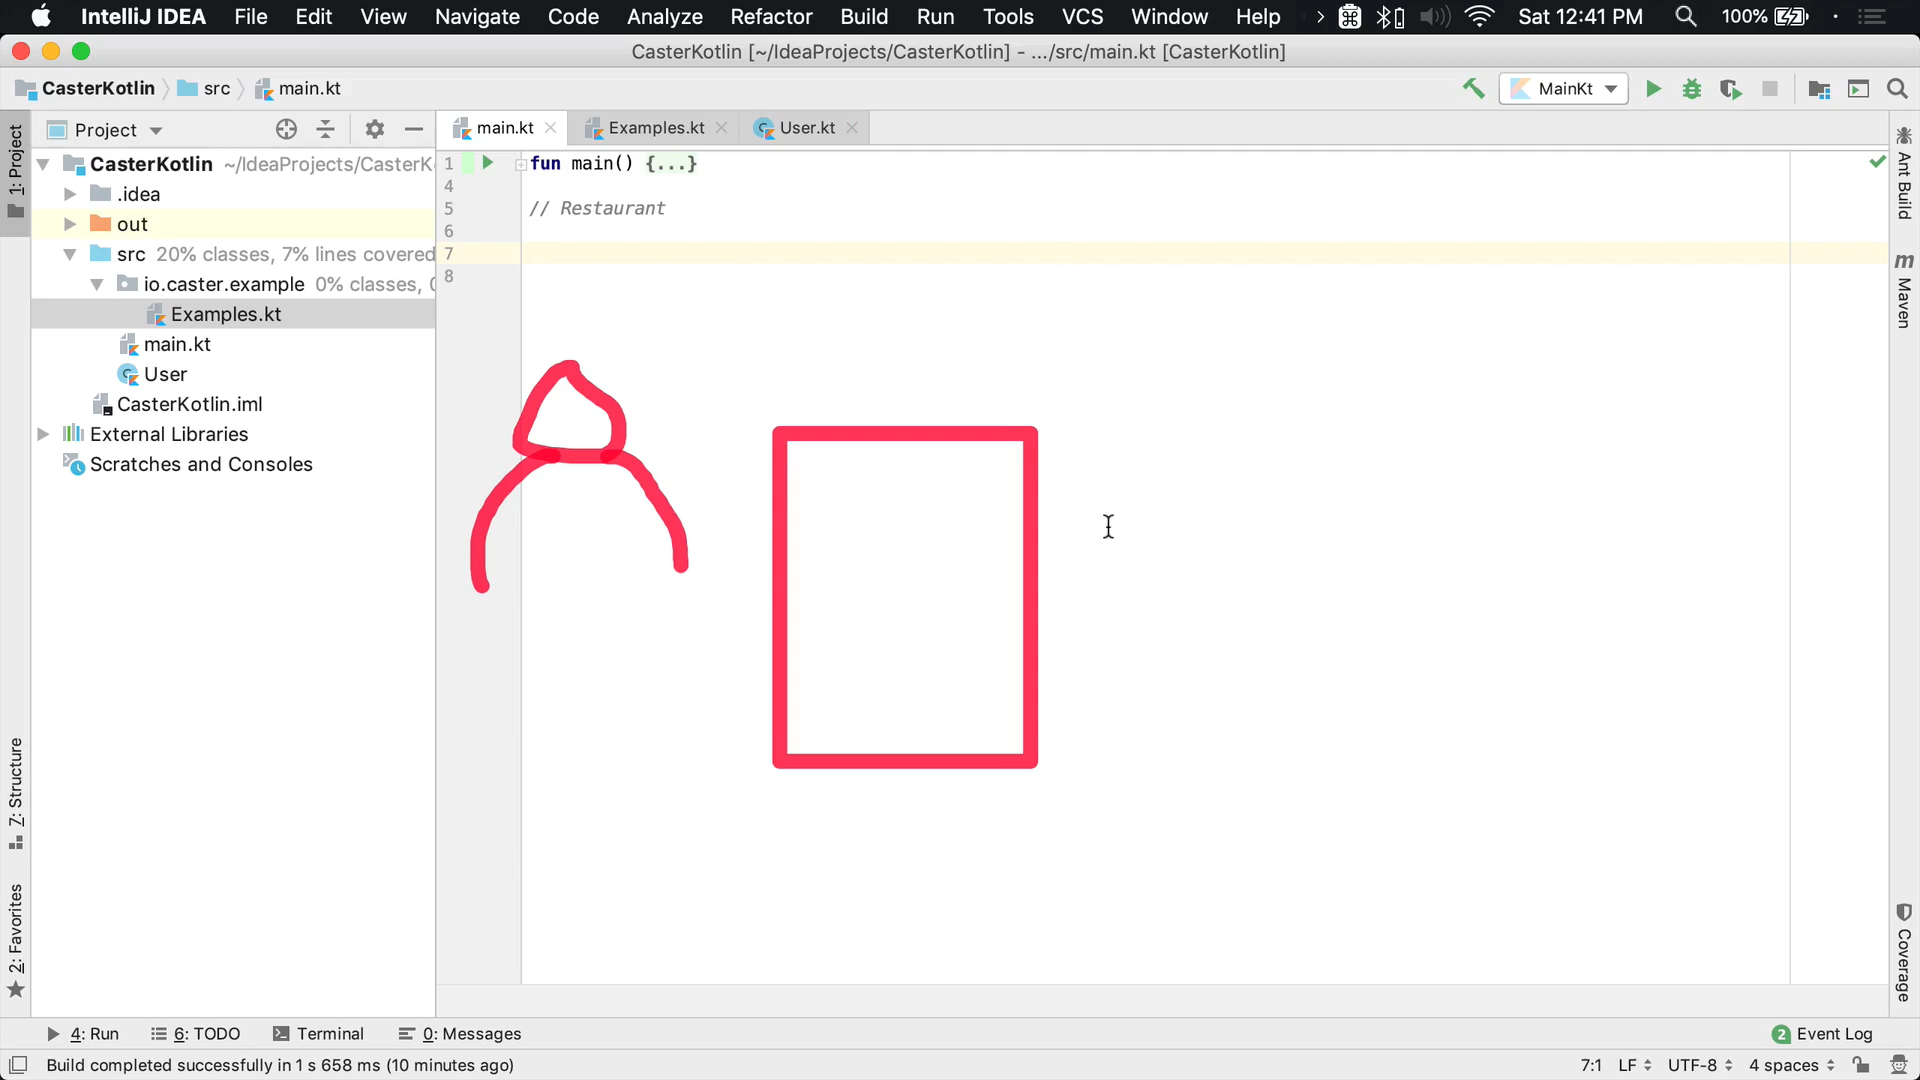 IntelliJ IDEA File Edit View Navigate Code Analyze Refactor Build Run Tools VCS Window Help Sat 12:41 PM 100%
CasterKotlin [~/IdeaProjects/CasterKotlin] - .../src/main.kt [CasterKotlin]
CasterKotlin src main.kt MainKt
Project main.kt Examples.kt User.kt
1: Project
CasterKotlin ~/IdeaProjects/CasterK
.idea
out
src 20% classes, 7% lines covered
io.caster.example 0% classes, 0
Examples.kt
main.kt
User
CasterKotlin.iml
External Libraries
Scratches and Consoles
1 fun main() {...}
4
5 // Restaurant
6
7
8
Ant Build
m Maven
Coverage
Z: Structure
2: Favorites
4: Run 6: TODO Terminal 0: Messages 2 Event Log
Build completed successfully in 1 s 658 ms (10 minutes ago) 7:1 LF UTF-8 4 spaces